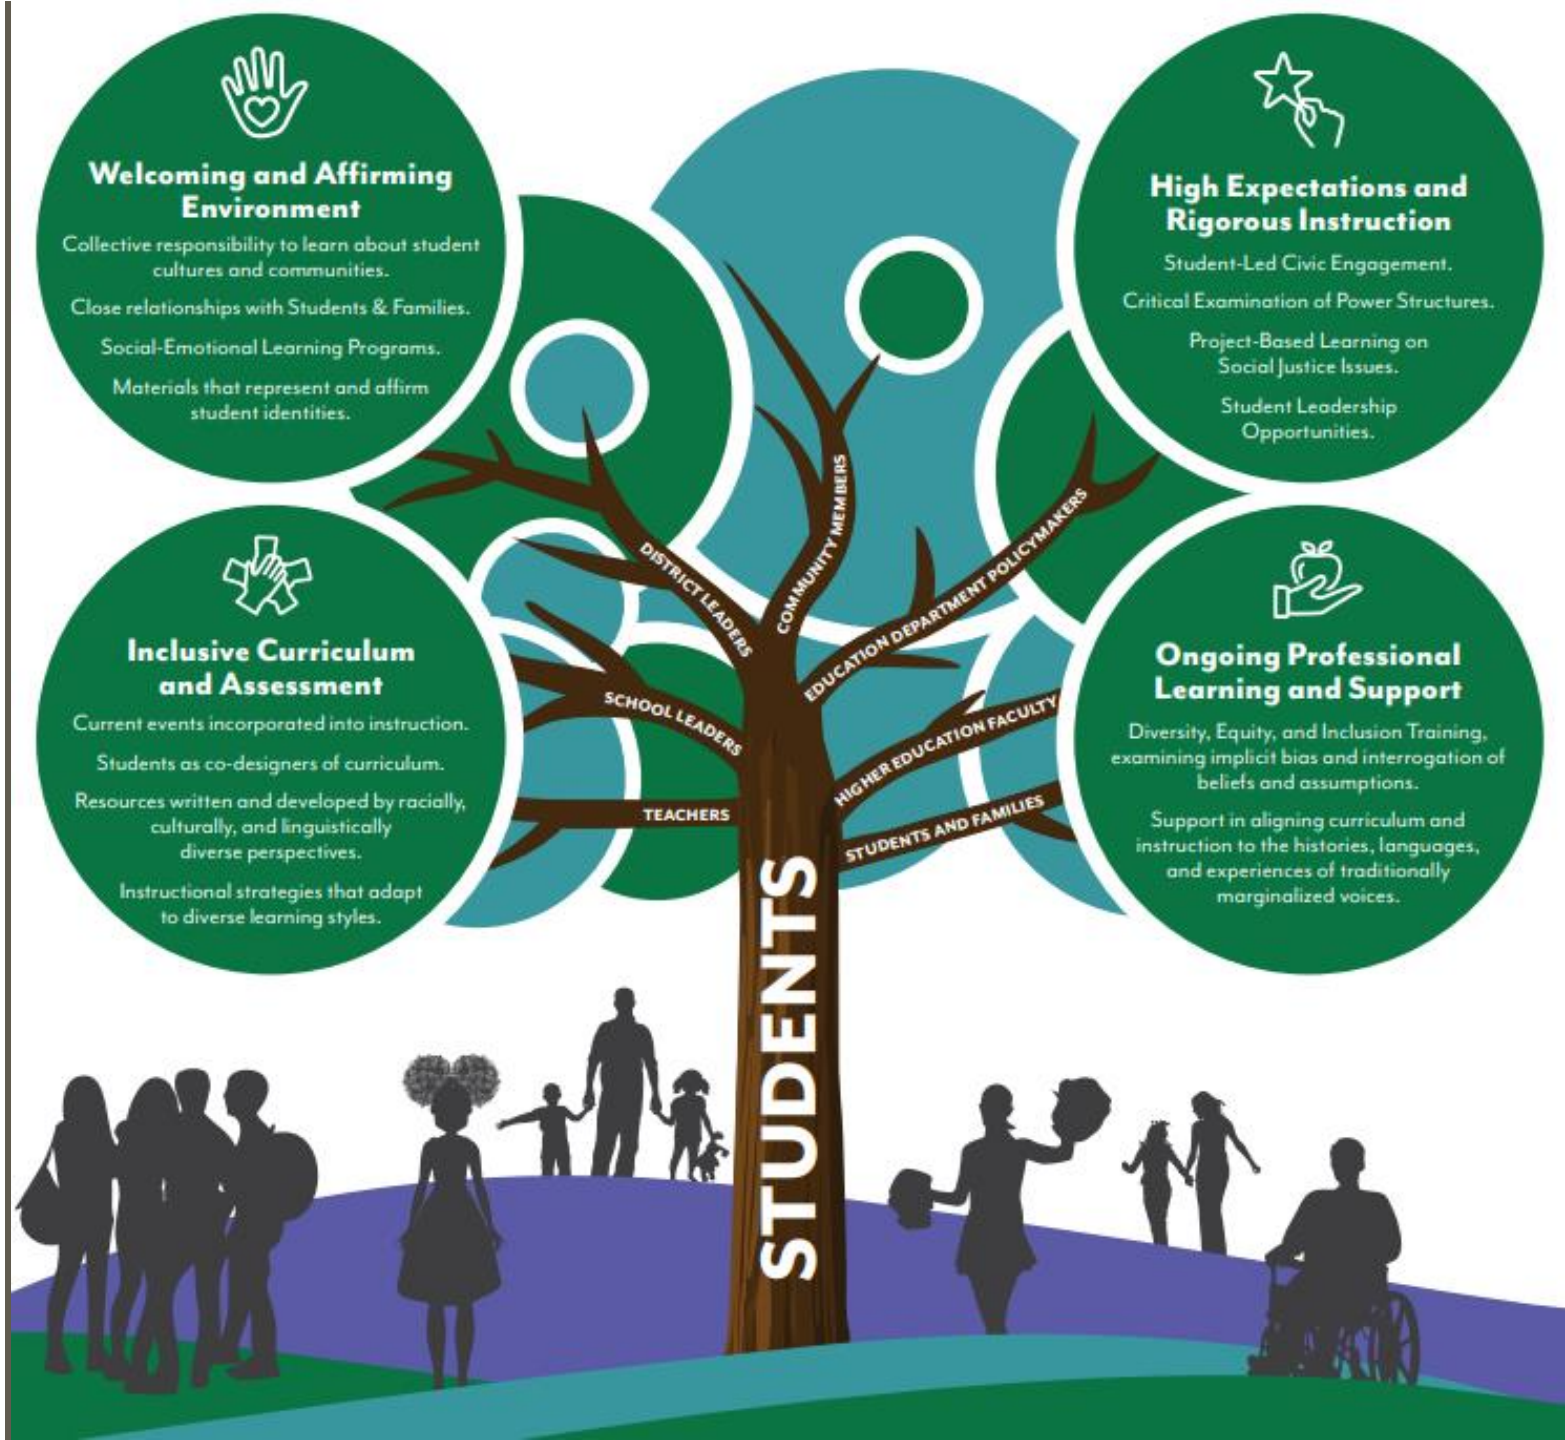 Welcoming and Affirming
Environment
Collective responsibility to learn about student
cultures and communities.
Close relationships with Students & Families.
Social-Emotional Learning Programs.
Materials that represent and affirm
student identities.
High Expectations and
Rigorous Instruction
Student-Led Civic Engagement.
Critical Examination of Power Structures.
Project-Based Learning on
Social Justice Issues.
Student Leadership
Opportunities.
Inclusive Curriculum
and Assessment
Current events incorporated into instruction.
Students as co-designers of curriculum.
Resources written and developed by racially,
culturally, and linguistically
diverse perspectives.
Instructional strategies that adapt
to diverse learning styles.
Ongoing Professional
Learning and Support
Diversity, Equity, and Inclusion Training,
examining implicit bias and interrogation of
beliefs and assumptions.
Support in aligning curriculum and
instruction to the histories, languages,
and experiences of traditionally
marginalized voices.
DISTRICT LEADERS
COMMUNITY MEMBERS
EDUCATION DEPARTMENT POLICYMAKERS
SCHOOL LEADERS
HIGHER EDUCATION FACULTY
TEACHERS
STUDENTS AND FAMILIES
STUDENTS